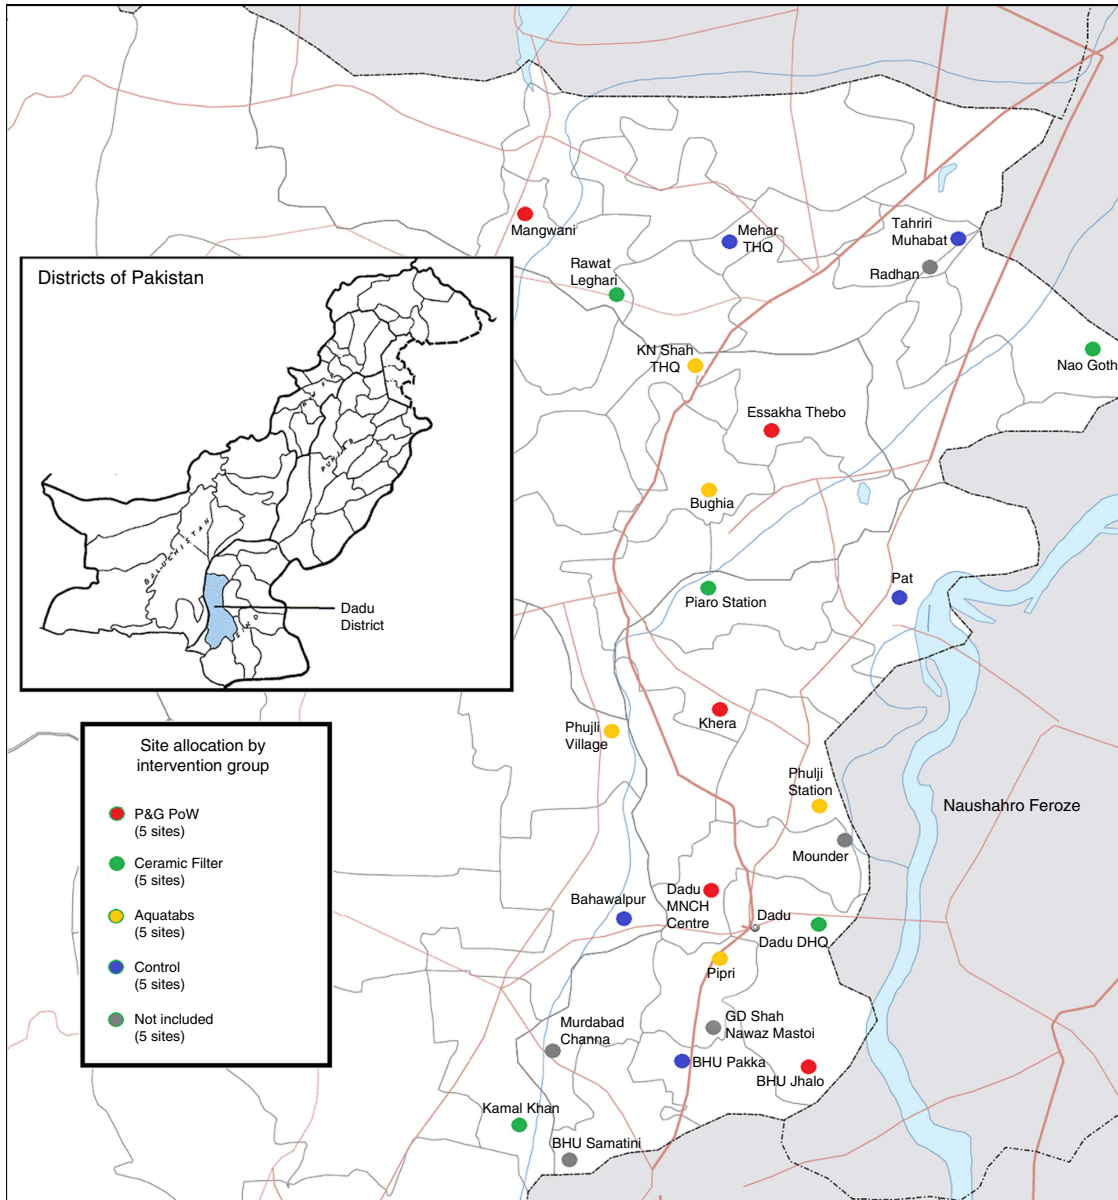 Mangwani
Mehar
THQ
Tahriri
Muhabat
Radhan
Rawat
Leghari
Nao Goth
KN Shah
THQ
Essakha Thebo
Bughia
Piaro Station
Pat
Khera
Phujli
Village
Phulji
Station
Naushahro Feroze
Mounder
Dadu
MNCH
Centre
Bahawalpur
Dadu
Dadu DHQ
Pipri
GD Shah
Nawaz Mastoi
Murdabad
Channa
BHU Pakka
BHU Jhalo
Kamal Khan
BHU Samatini
Districts of Pakistan
PUNJAB
BALUCHISTAN
Dadu
District
Site allocation by
intervention group
P&G PoW
(5 sites)
Ceramic Filter
(5 sites)
Aquatabs
(5 sites)
Control
(5 sites)
Not included
(5 sites)